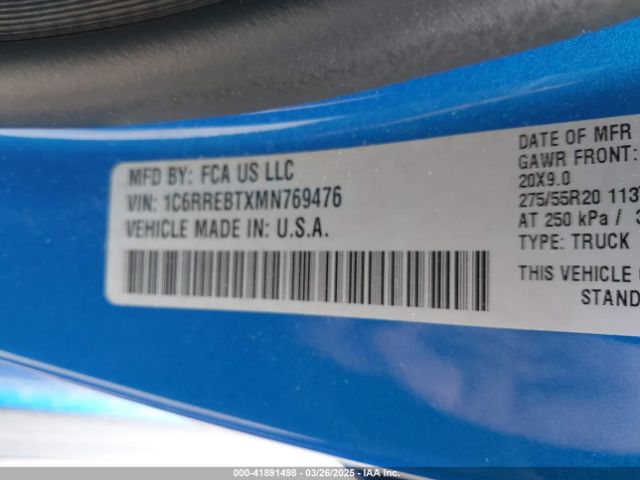 MFD BY: FCA US LLC
VIN: 1C6RREBTXMN769476
VEHICLE MADE IN: U.S.A.
DATE OF MFR
GAWR FRONT:
20X9.0
275/55R20 113
AT 250 kPa /
TYPE: TRUCK
THIS VEHICLE
STAND
000-41891498 | 03/26/2025 | IAA Inc.